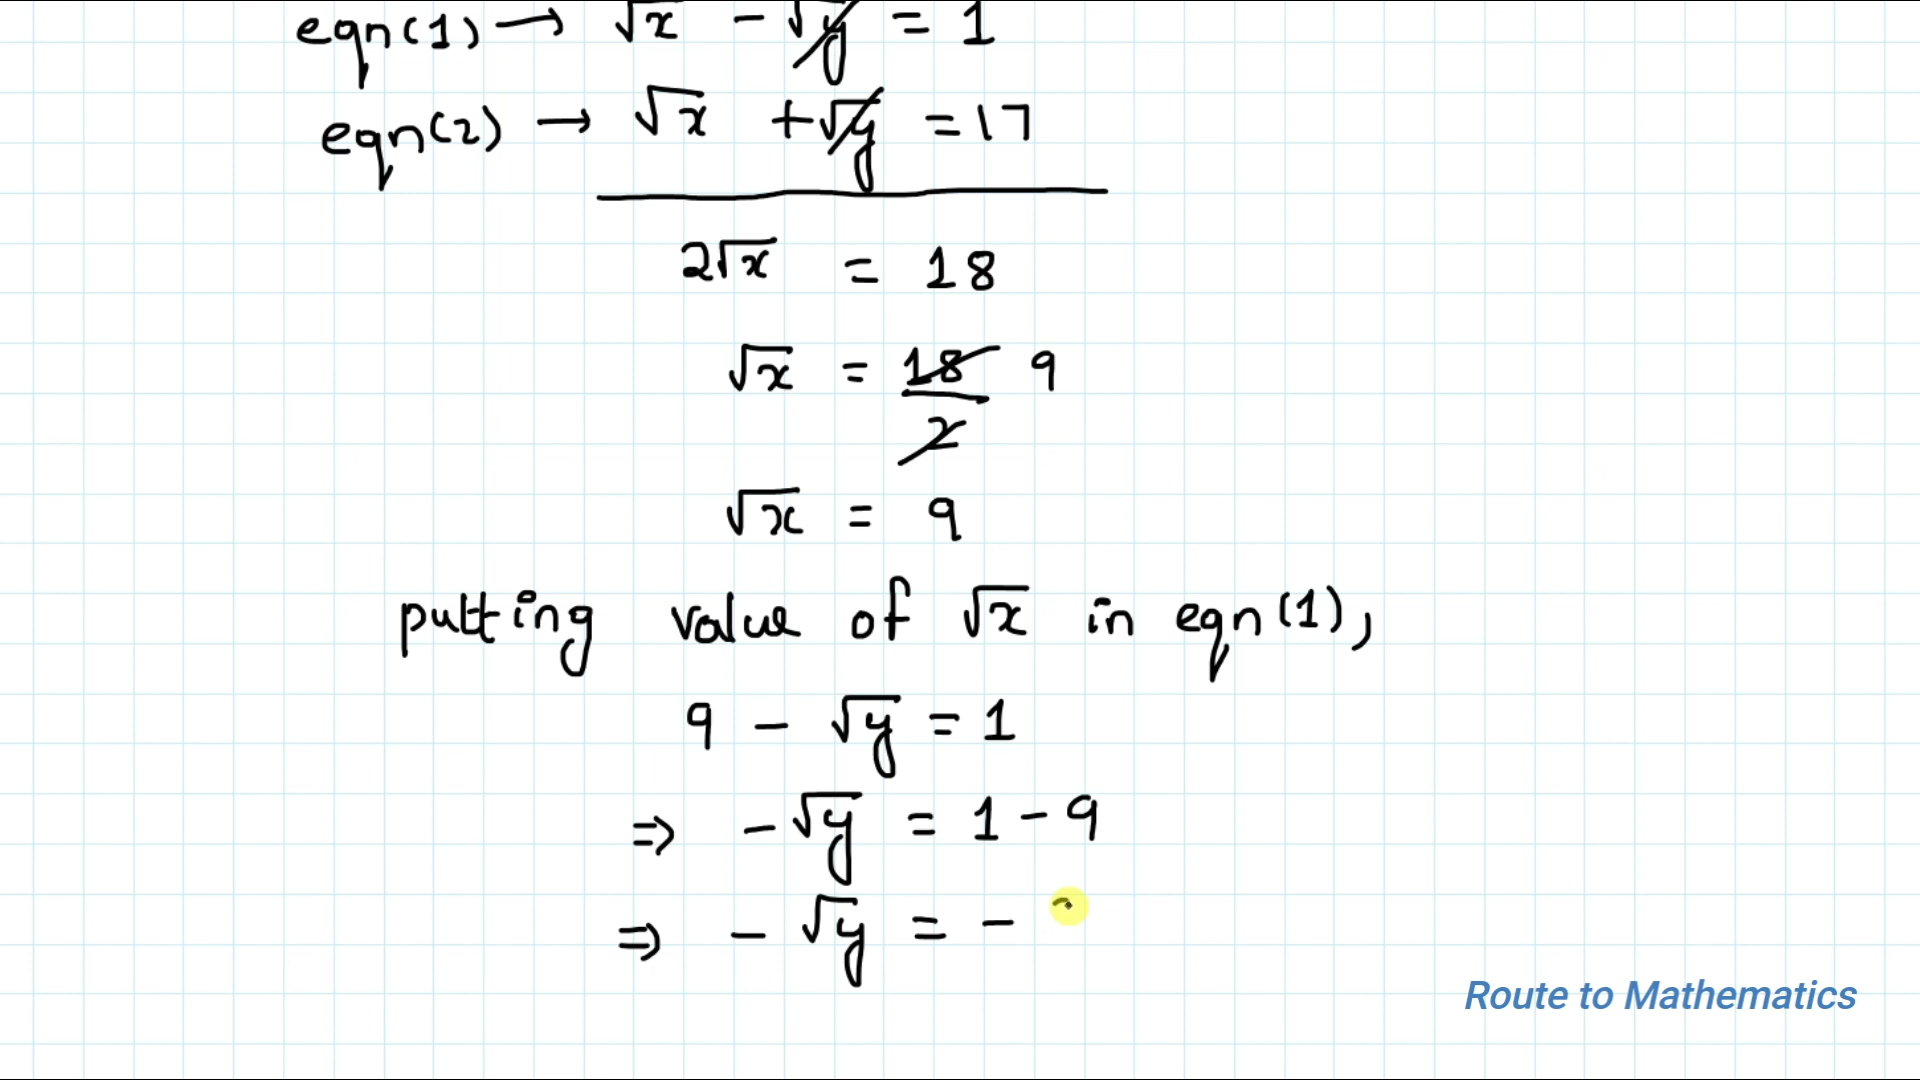 eqn(1) → √x - √y = 1
eqn(2) → √x + √y = 17
2√x = 18
√x = 18/2 9
√x = 9
putting value of √x in eqn(1),
9 - √y = 1
⇒ -√y = 1 - 9
⇒ - √y = -
Route to Mathematics